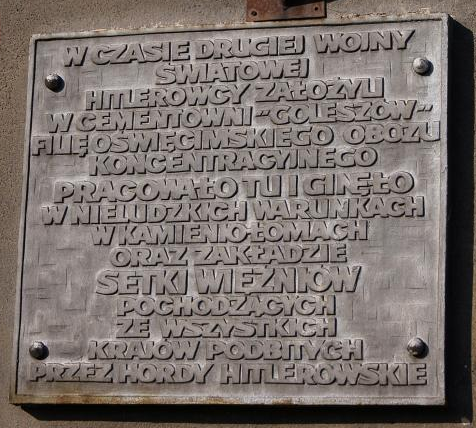 W CZASIE DRUGIEJ WOJNY
ŚWIATOWEJ
HITLEROWCY ZAŁOŻYLI
W CEMENTOWNI "GOLESZÓW"
FILIĘ OŚWIĘCIMSKIEGO OBOZU
KONCENTRACYJNEGO
PRACOWAŁO TU I GINĘŁO
W NIELUDZKICH WARUNKACH
W KAMIENIOŁOMACH
ORAZ ZAKŁADZIE
SETKI WIĘŹNIÓW
POCHODZĄCYCH
ZE WSZYSTKICH
KRAJÓW PODBITYCH
PRZEZ HORDY HITLEROWSKIE